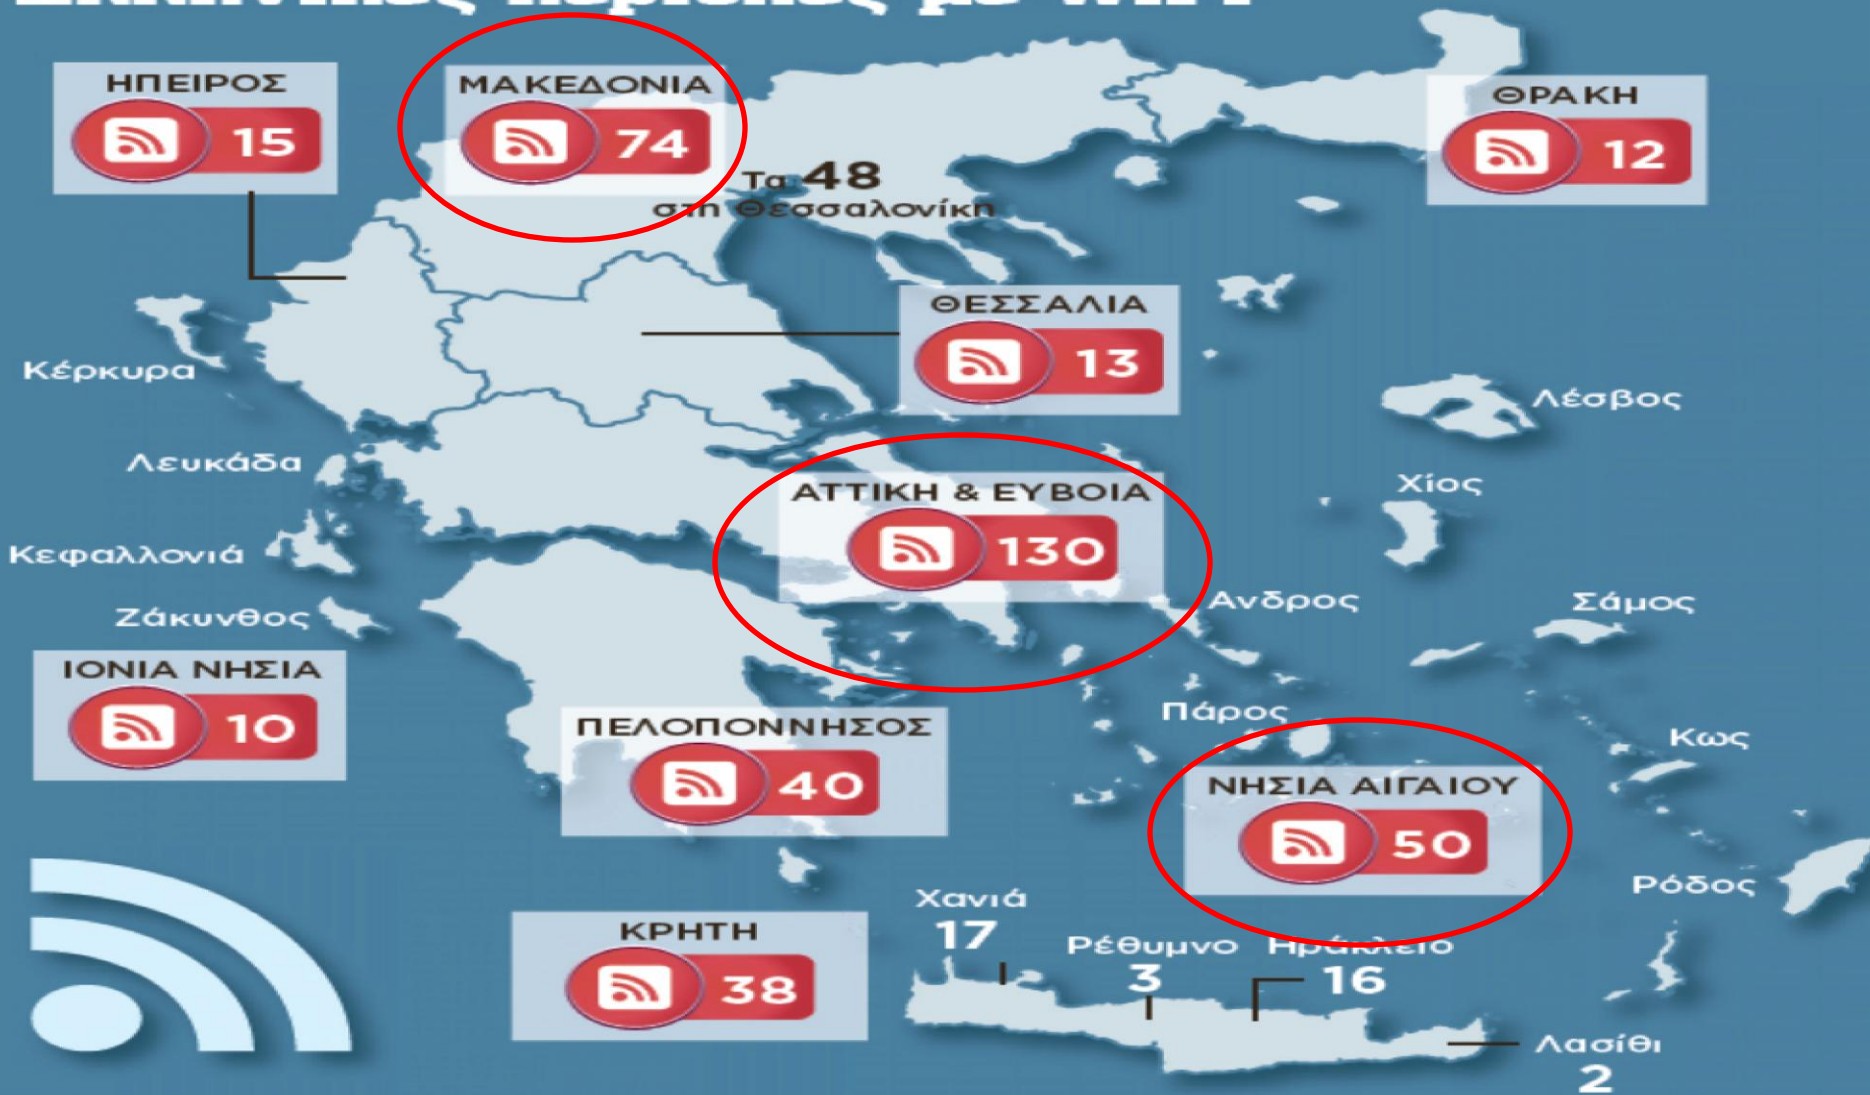 ΗΠΕΙΡΟΣ
15
ΜΑΚΕΔΟΝΙΑ
74
Τα 48
στη Θεσσαλονίκη
ΘΡΑΚΗ
12
ΘΕΣΣΑΛΙΑ
13
Κέρκυρα
Λέσβος
Λευκάδα
ΑΤΤΙΚΗ & ΕΥΒΟΙΑ
130
Χίος
Κεφαλλονιά
Ζάκυνθος
Ανδρος
Σάμος
ΙΟΝΙΑ ΝΗΣΙΑ
10
ΠΕΛΟΠΟΝΝΗΣΟΣ
40
Πάρος
Κως
ΝΗΣΙΑ ΑΙΓΑΙΟΥ
50
Ρόδος
ΚΡΗΤΗ
38
Χανιά
17
Ρέθυμνο
3
Ηράκλειο
16
Λασίθι
2